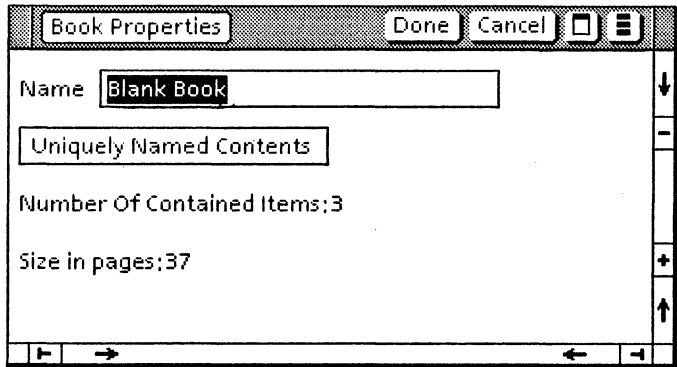 Book Properties Done Cancel
Name Blank Book
Uniquely Named Contents
Number Of Contained Items:3
Size in pages:37